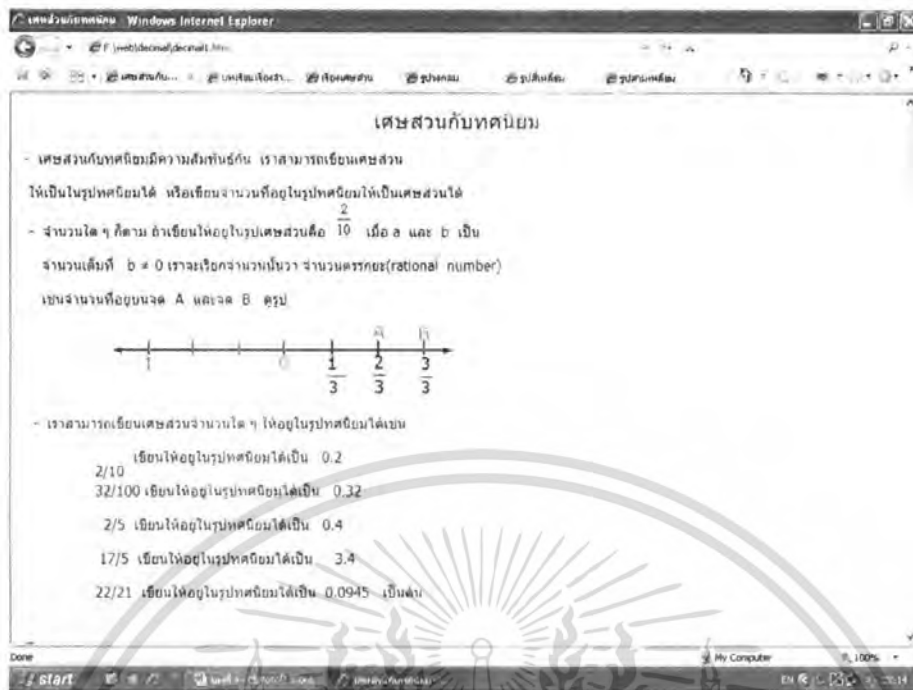 เศษส่วนกับทศนิยม - Windows Internet Explorer
เศษส่วนกับทศนิยม
- เศษส่วนกับทศนิยมมีความสัมพันธ์กัน เราสามารถเขียนเศษส่วน
ให้เป็นในรูปทศนิยมได้ หรือเขียนจำนวนที่อยู่ในรูปทศนิยมให้เป็นเศษส่วนได้
- จำนวนใด ๆ ก็ตาม ถ้าเขียนให้อยู่ในรูปเศษส่วนคือ 2/10 เมื่อ a และ b เป็น
จำนวนเต็มที่ b ≠ 0 เราจะเรียกจำนวนนั้นว่า จำนวนตรรกยะ(rational number)
เช่นจำนวนที่อยู่บนจุด A และจุด B ดูรูป
A B
1 0 1/3 2/3 3/3
- เราสามารถเขียนเศษส่วนจำนวนใด ๆ ให้อยู่ในรูปทศนิยมได้เช่น
2/10 เขียนให้อยู่ในรูปทศนิยมได้เป็น 0.2
32/100 เขียนให้อยู่ในรูปทศนิยมได้เป็น 0.32
2/5 เขียนให้อยู่ในรูปทศนิยมได้เป็น 0.4
17/5 เขียนให้อยู่ในรูปทศนิยมได้เป็น 3.4
22/21 เขียนให้อยู่ในรูปทศนิยมได้เป็น 0.0945 เป็นต้น
Done My Computer 100%
start EN